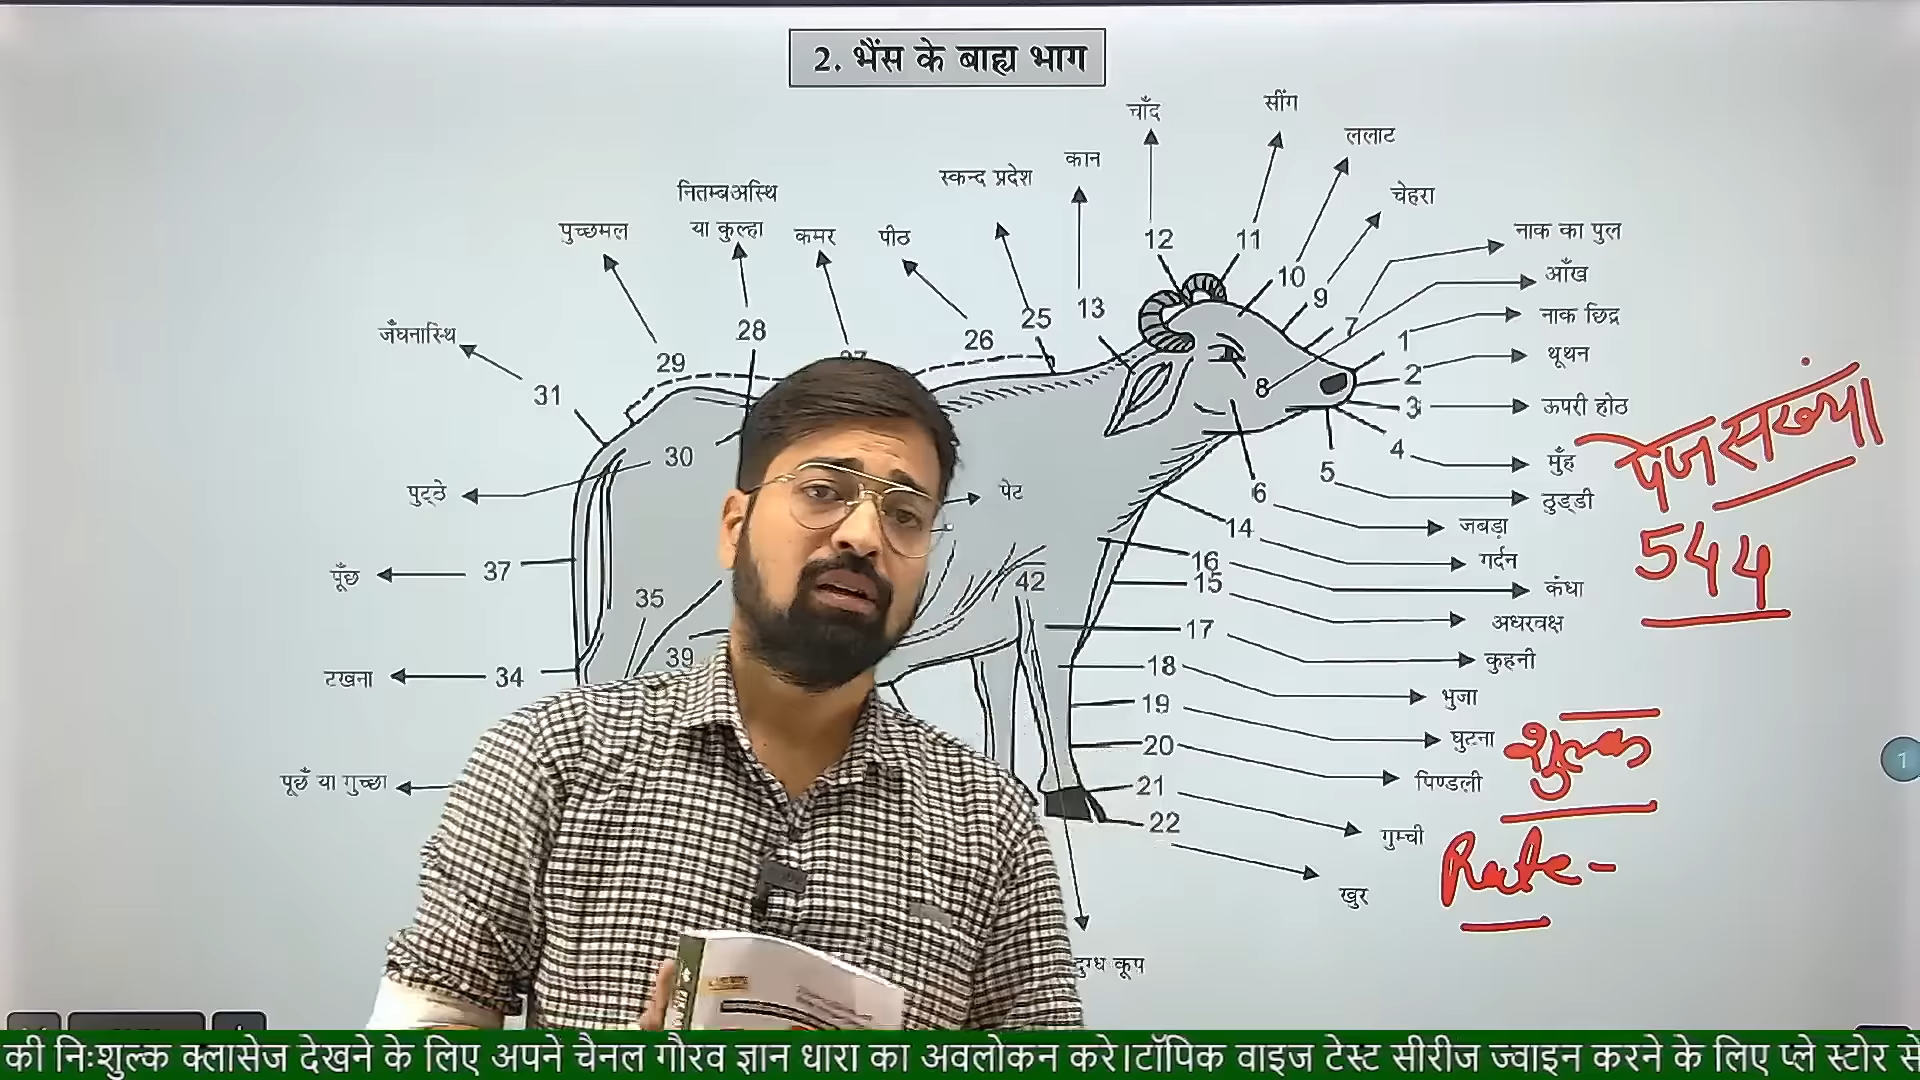 2. भैंस के बाह्य भाग
चाँद
सींग
ललाट
कान
स्कन्द प्रदेश
चेहरा
नितम्बअस्थि
या कुल्हा
पुच्छमल
कमर
पीठ
नाक का पुल
12
11
आँख
10
9
13
25
नाक छिद्र
जँघनास्थि
28
26
7
1
29
थूथन
2
8
31
3
ऊपरी होठ
पेज सख्ंया
4
मुँह
30
5
पुट्ठे
पेट
6
ठुड्डी
544
14
जबड़ा
16
गर्दन
37
पूँछ
42
15
कंधा
35
अधरवक्ष
17
39
18
कुहनी
34
टखना
19
भुजा
20
घुटना
शुल्क
पूछँ या गुच्छा
21
पिण्डली
22
गुम्ची
Rate-
खुर
दुग्ध कूप
1
की निःशुल्क क्लासेज देखने के लिए अपने चैनल गौरव ज्ञान धारा का अवलोकन करे।टॉपिक वाइज टेस्ट सीरीज ज्वाइन करने के लिए प्ले स्टोर से